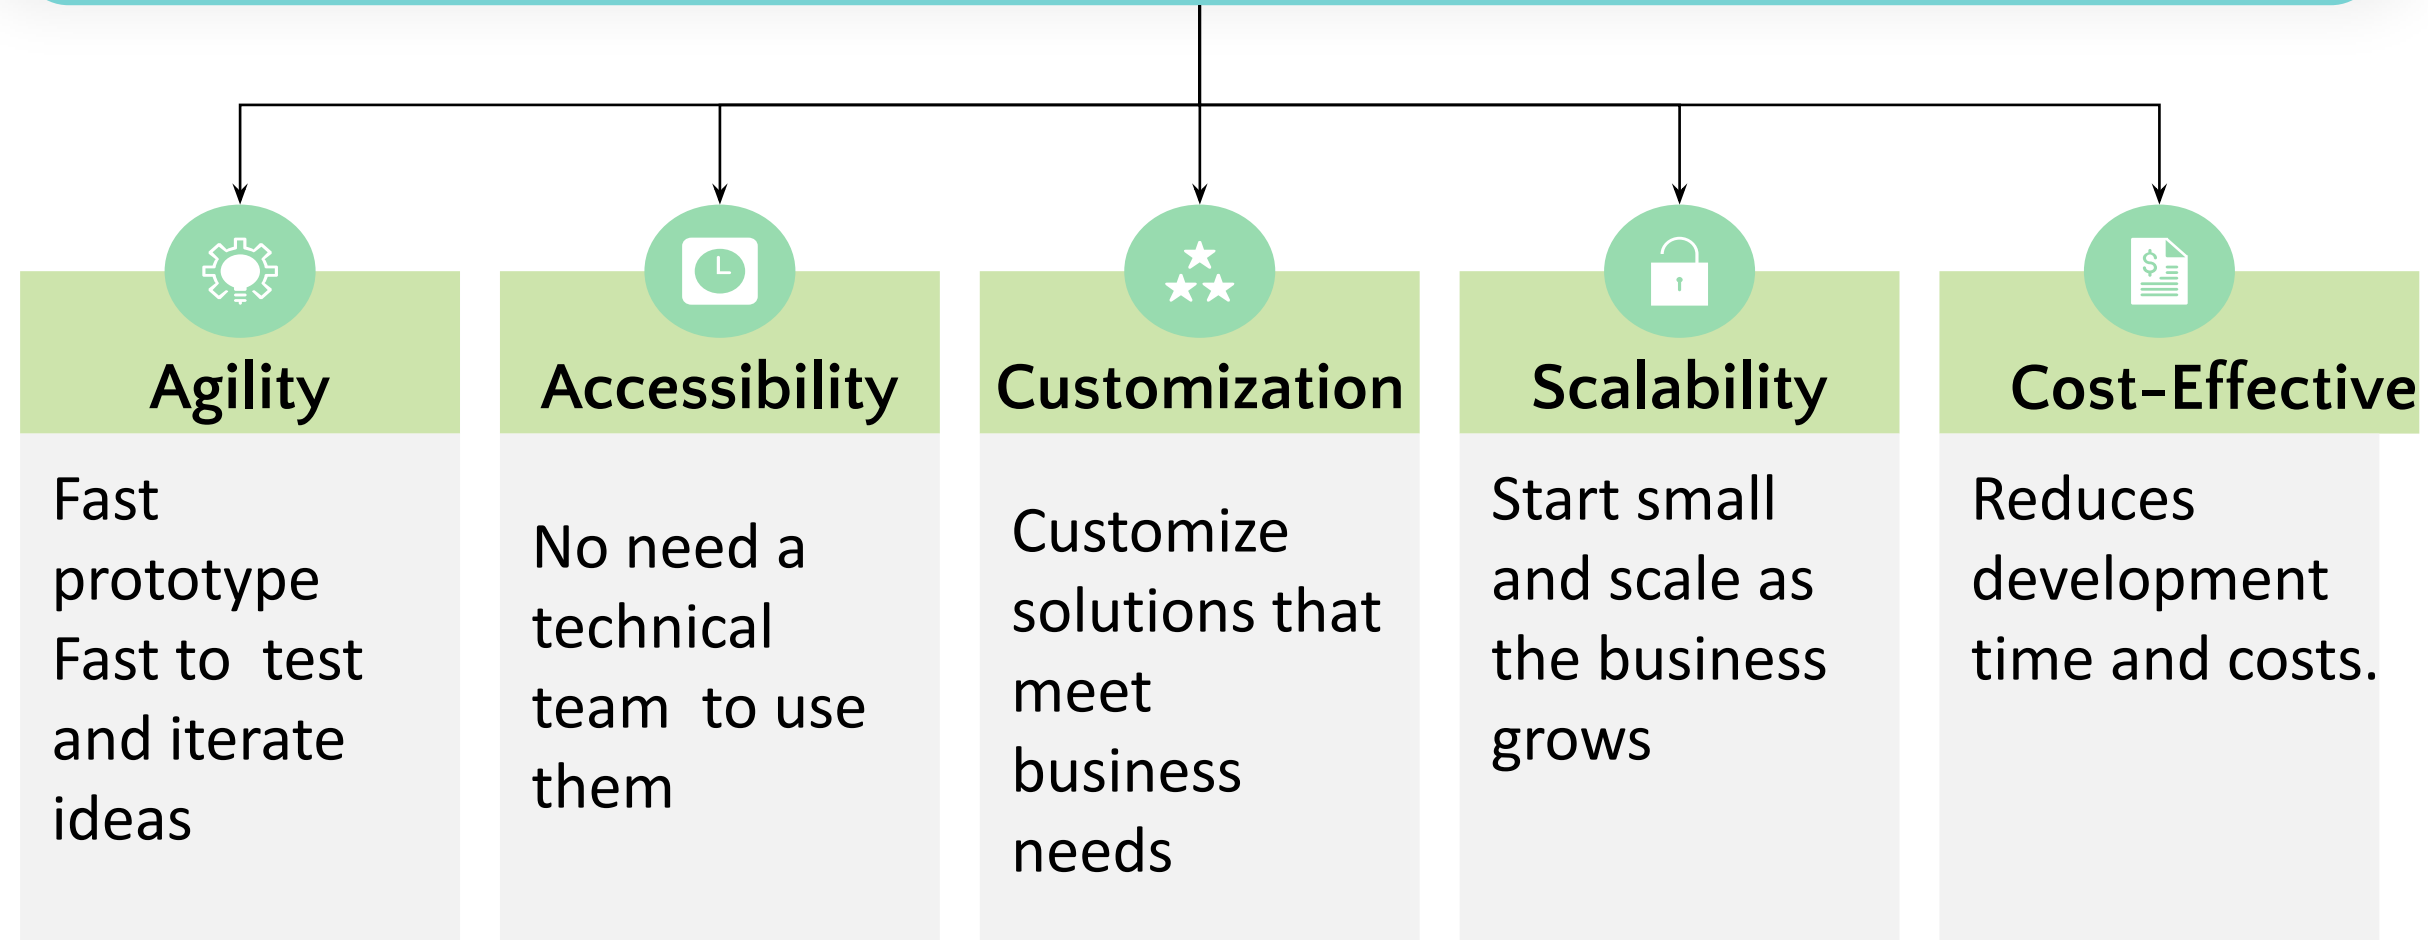 Agility
Fast
prototype
Fast to  test
and iterate
ideas
Accessibility
No need a
technical
team  to use
them
Customization
Customize
solutions that
meet
business
needs
Scalability
Start small
and scale as
the business
grows
Cost-Effective
$
Reduces
development
time and costs.